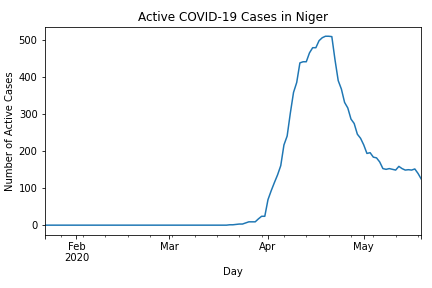 Active COVID-19 Cases in Niger
Number of Active Cases
500
400
300
200
100
0
Feb
2020
Mar
Apr
May
Day